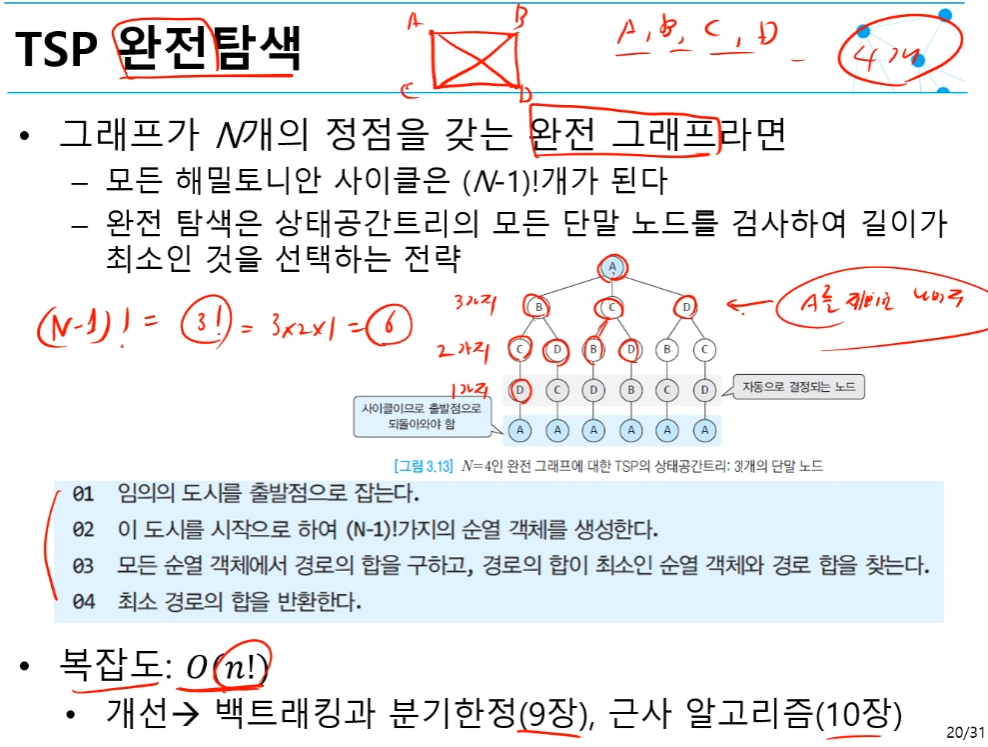 TSP 완전탐색
A B
C D
A, B, C, D
4개
• 그래프가 N개의 정점을 갖는 완전 그래프라면
– 모든 해밀토니안 사이클은 (N-1)!개가 된다
– 완전 탐색은 상태공간트리의 모든 단말 노드를 검사하여 길이가
최소인 것을 선택하는 전략
(N-1)! = 3! = 3x2x1 = 6
A
3가지 B C D
A를 제외한
2가지 C D B D B C
1가지 D C D B C D
자동으로 결정되는 노드
사이클이므로 출발점으로
되돌아와야 함
A A A A A A
[그림 3.13] N=4인 완전 그래프에 대한 TSP의 상태공간트리: 3!개의 단말 노드
01 임의의 도시를 출발점으로 잡는다.
02 이 도시를 시작으로 하여 (N-1)!가지의 순열 객체를 생성한다.
03 모든 순열 객체에서 경로의 합을 구하고, 경로의 합이 최소인 순열 객체와 경로 합을 찾는다.
04 최소 경로의 합을 반환한다.
• 복잡도: O(n!)
• 개선→ 백트래킹과 분기한정(9장), 근사 알고리즘(10장)
20/31